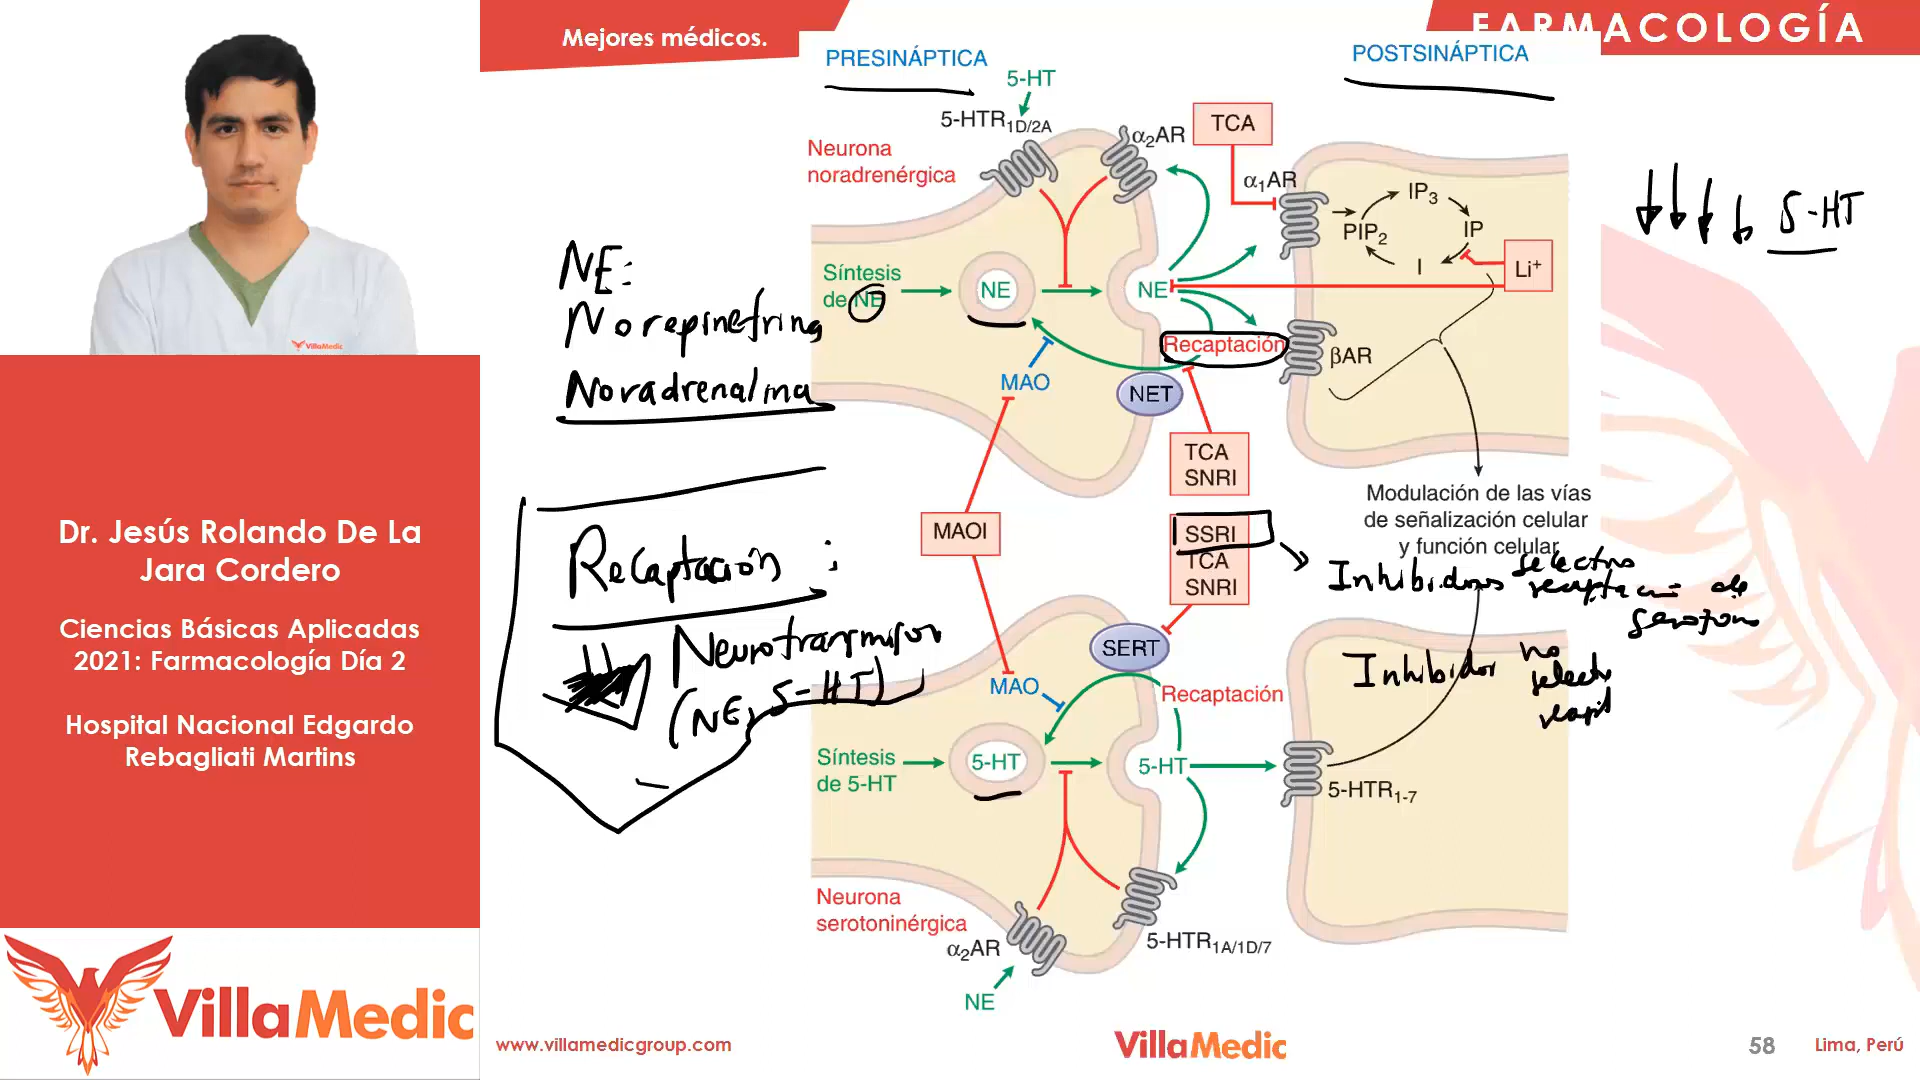 Mejores médicos.
FARMACOLOGÍA
PRESINÁPTICA
POSTSINÁPTICA
5-HT
5-HTR1D/2A
α2AR
TCA
Neurona
noradrenérgica
α1AR
IP3
PIP2
IP
I
Li+
↓↓↓↓ 5-HT
NE:
Norepinefrina
Noradrenalina
Síntesis
de NE
NE
NE
Recaptación
βAR
MAO
NET
TCA
SNRI
Modulación de las vías
de señalización celular
y función celular
MAOI
SSRI
TCA
SNRI
Recaptación :
Neurotransmisor
(NE, 5-HT)
Inhibidores selectivo
recaptación de
Inhibidor no
SERT
MAO
Recaptación
Síntesis
de 5-HT
5-HT
5-HT
5-HTR1-7
Neurona
serotoninérgica
α2AR
5-HTR1A/1D/7
NE
VillaMedic
Dr. Jesús Rolando De La
Jara Cordero
Ciencias Básicas Aplicadas
2021: Farmacología Día 2
Hospital Nacional Edgardo
Rebagliati Martins
VillaMedic
www.villamedicgroup.com
VillaMedic
58
Lima, Perú